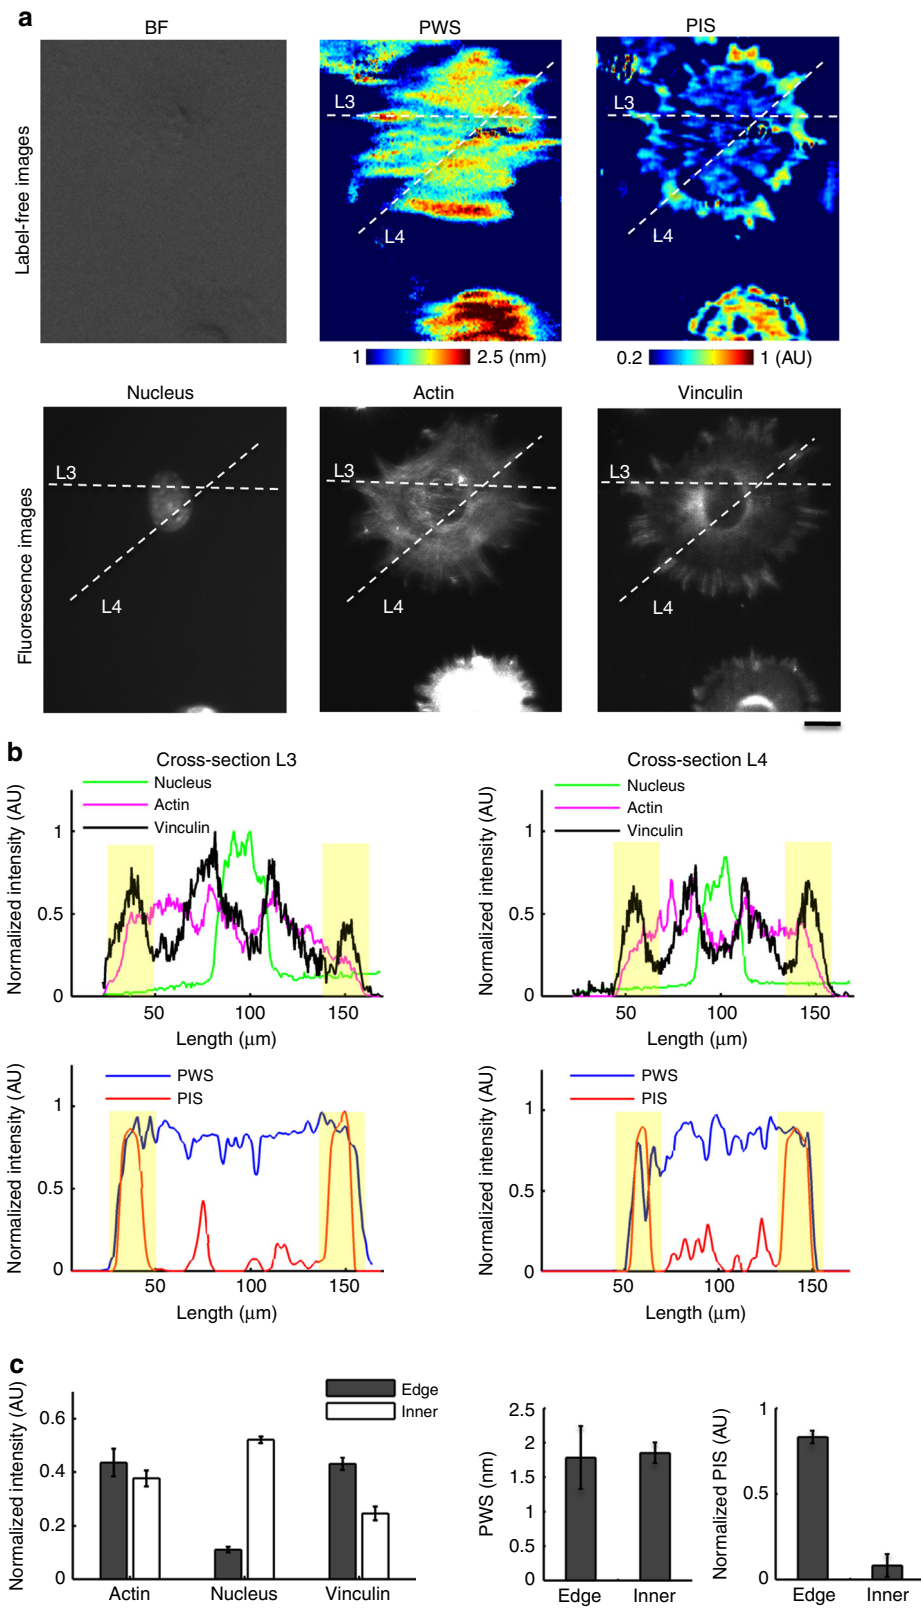 a
BF PWS PIS
Label-free images
L3
L4
L3
L4
1 2.5 (nm)
0.2 1 (AU)
Nucleus Actin Vinculin
Fluorescence images
L3
L4
L3
L4
L3
L4
b
Cross-section L3
Nucleus
Actin
Vinculin
Normalized intensity (AU)
1
0.5
0
50 100 150
Length (μm)
Cross-section L4
Nucleus
Actin
Vinculin
Normalized intensity (AU)
1
0.5
0
50 100 150
Length (μm)
PWS
PIS
Normalized intensity (AU)
1
0.5
0
50 100 150
Length (μm)
PWS
PIS
Normalized intensity (AU)
1
0.5
0
50 100 150
Length (μm)
c
Edge
Inner
Normalized intensity (AU)
0.6
0.4
0.2
0
Actin Nucleus Vinculin
PWS (nm)
2.5
2
1.5
1
0.5
0
Edge Inner
Normalized PIS (AU)
1
0.5
0
Edge Inner